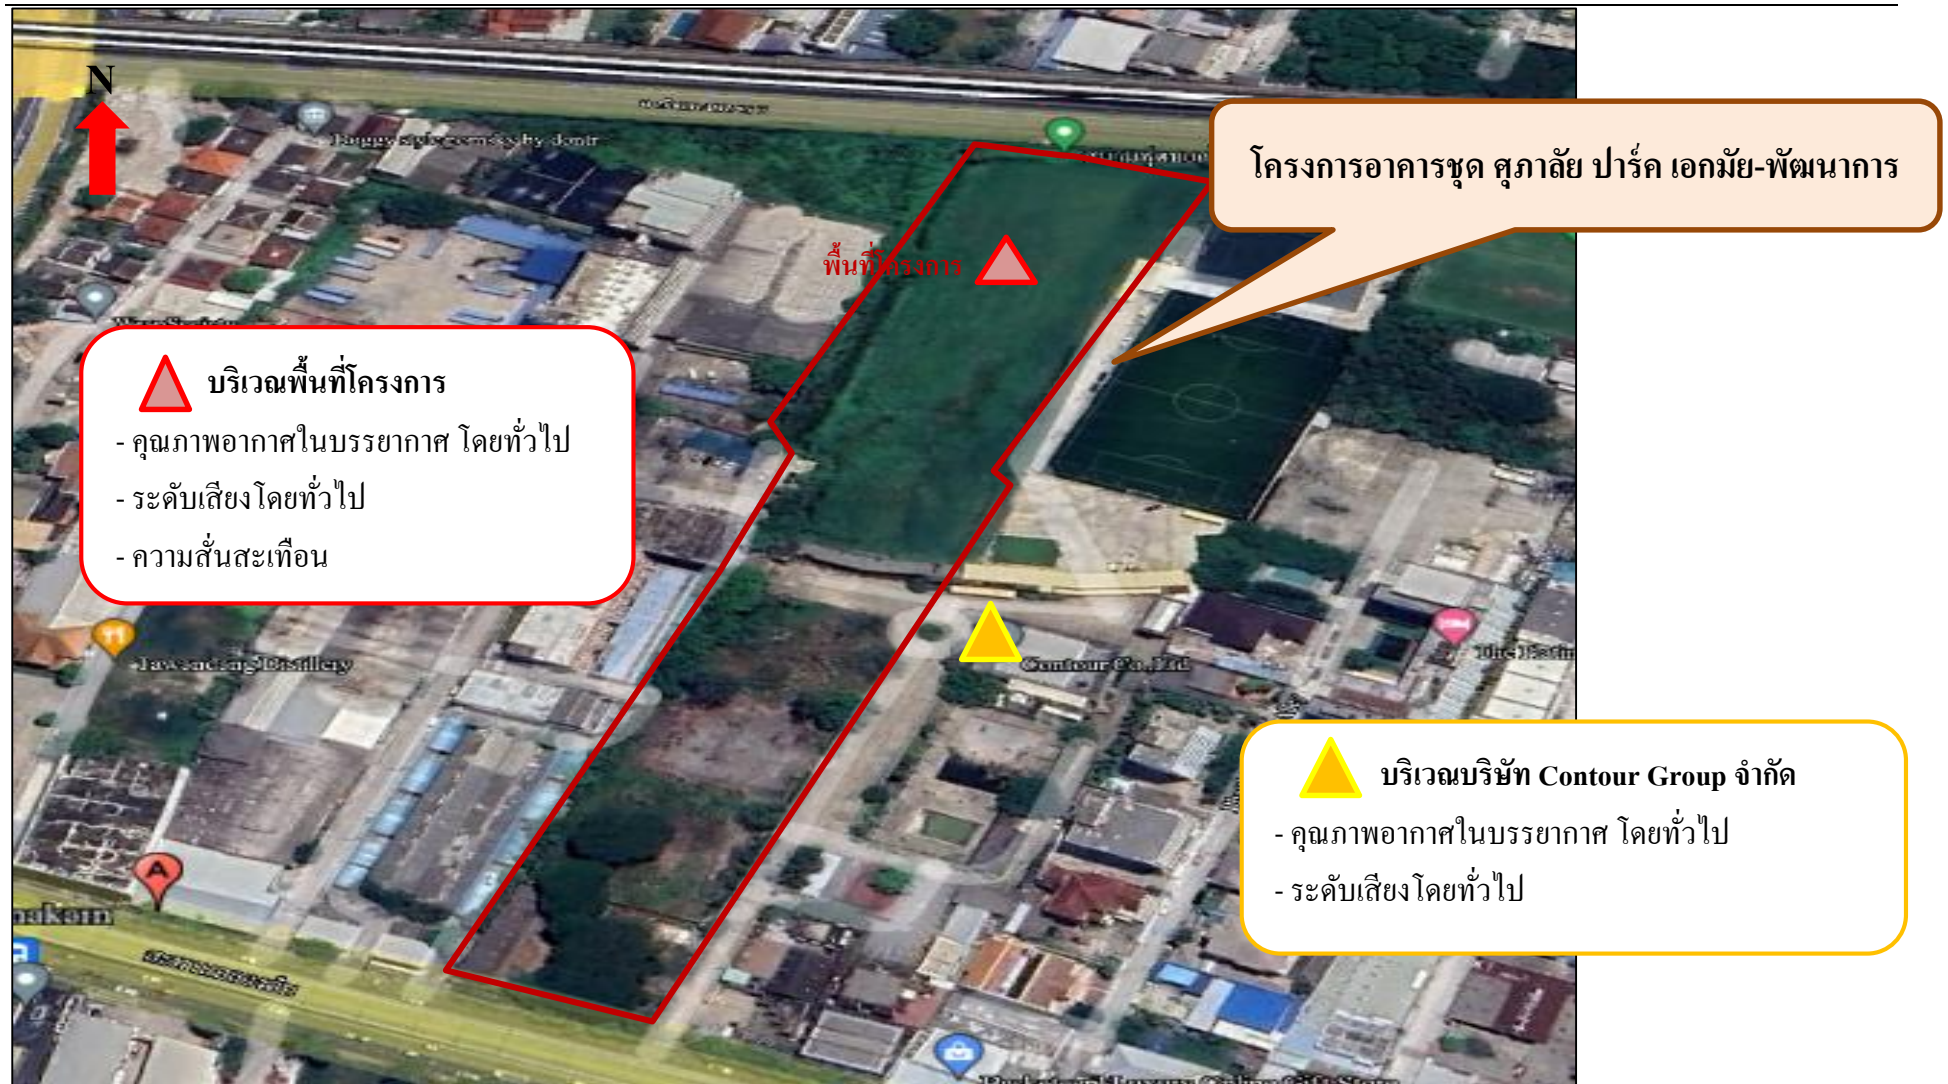 N
โครงการอาคารชุด ศุภาลัย ปาร์ค เอกมัย-พัฒนาการ
พื้นที่โครงการ
บริเวณพื้นที่โครงการ
- คุณภาพอากาศในบรรยากาศ โดยทั่วไป
- ระดับเสียงโดยทั่วไป
- ความสั่นสะเทือน
Tawandang Distillery
Contour Co.,Ltd
The Platin
บริเวณบริษัท Contour Group จำกัด
- คุณภาพอากาศในบรรยากาศ โดยทั่วไป
- ระดับเสียงโดยทั่วไป
A
nakarn